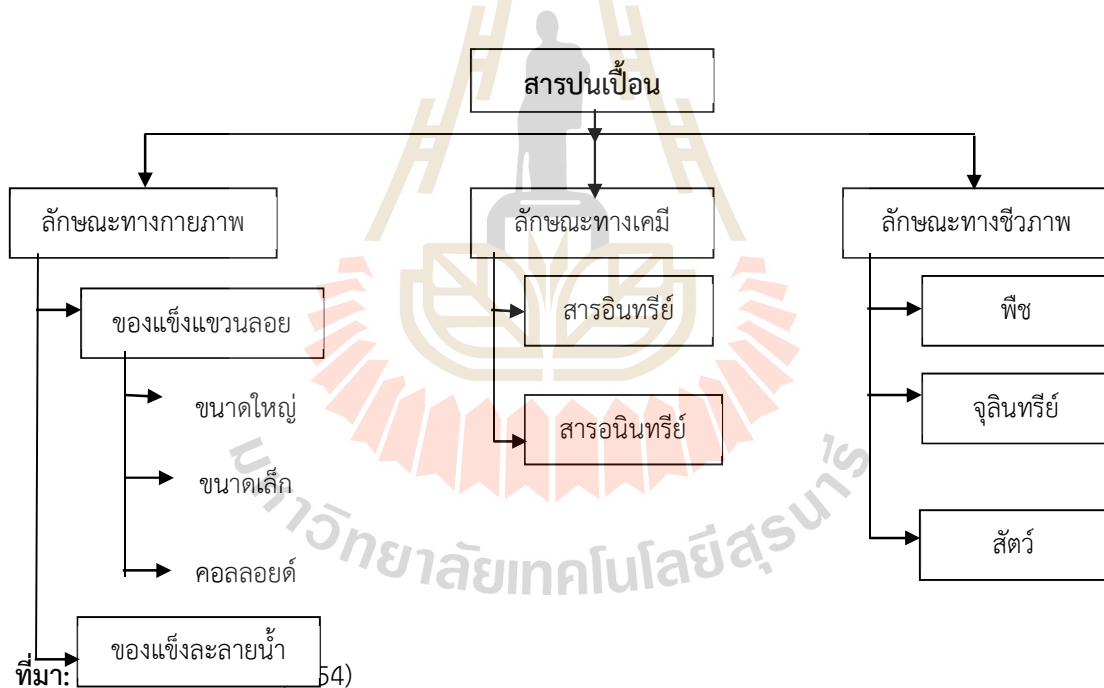 สารปนเปื้อน
ลักษณะทางกายภาพ
ลักษณะทางเคมี
ลักษณะทางชีวภาพ
ของแข็งแขวนลอย
ขนาดใหญ่
ขนาดเล็ก
คอลลอยด์
ของแข็งละลายน้ำ
สารอินทรีย์
สารอนินทรีย์
พืช
จุลินทรีย์
สัตว์
มหาวิทยาลัยเทคโนโลยีสุรนารี
ที่มา: 54)